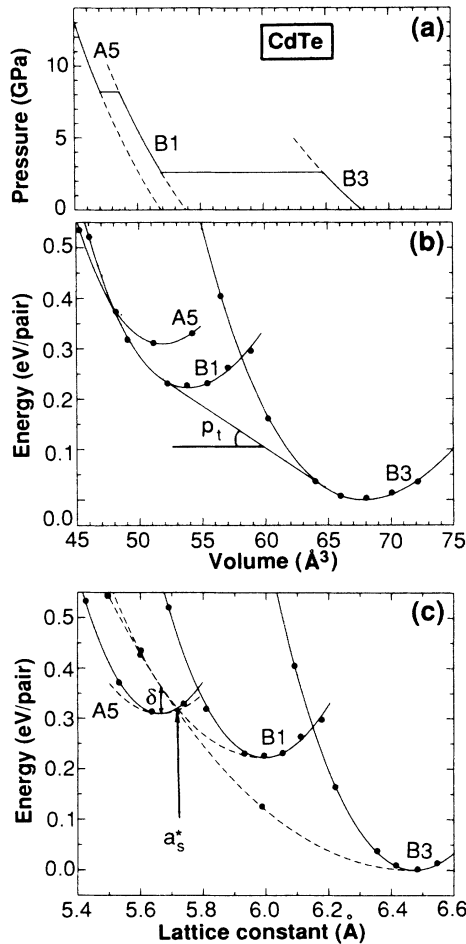 (a)
CdTe
A5
B1
B3
Pressure (GPa)
10
5
0
(b)
0.5
0.4
0.3
0.2
0.1
0.0
Energy (eV/pair)
A5
B1
B3
pt
45 50 55 60 65 70 75
Volume (Å³)
(c)
0.5
0.4
0.3
0.2
0.1
0.0
Energy (eV/pair)
A5
δ
B1
B3
a*s
5.4 5.6 5.8 6.0 6.2 6.4 6.6
Lattice constant (Å)